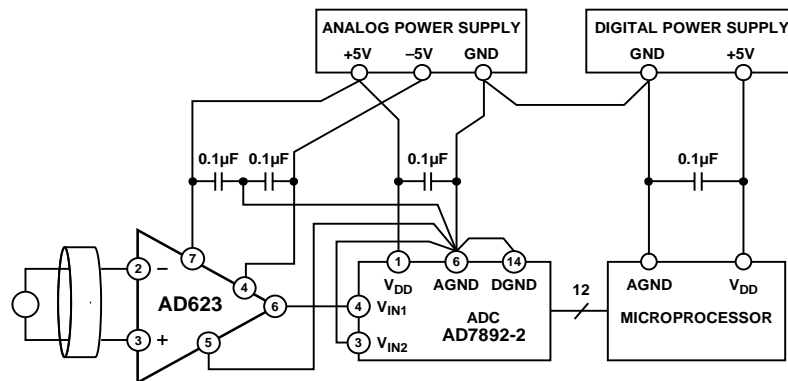 ANALOG POWER SUPPLY
+5V –5V GND
DIGITAL POWER SUPPLY
GND +5V
0.1µF 0.1µF 0.1µF 0.1µF
7
4
2 –
AD623
6
3 +
5
1 6 14
V_DD AGND DGND
4 V_IN1
ADC
AD7892-2
3 V_IN2
12
AGND V_DD
MICROPROCESSOR